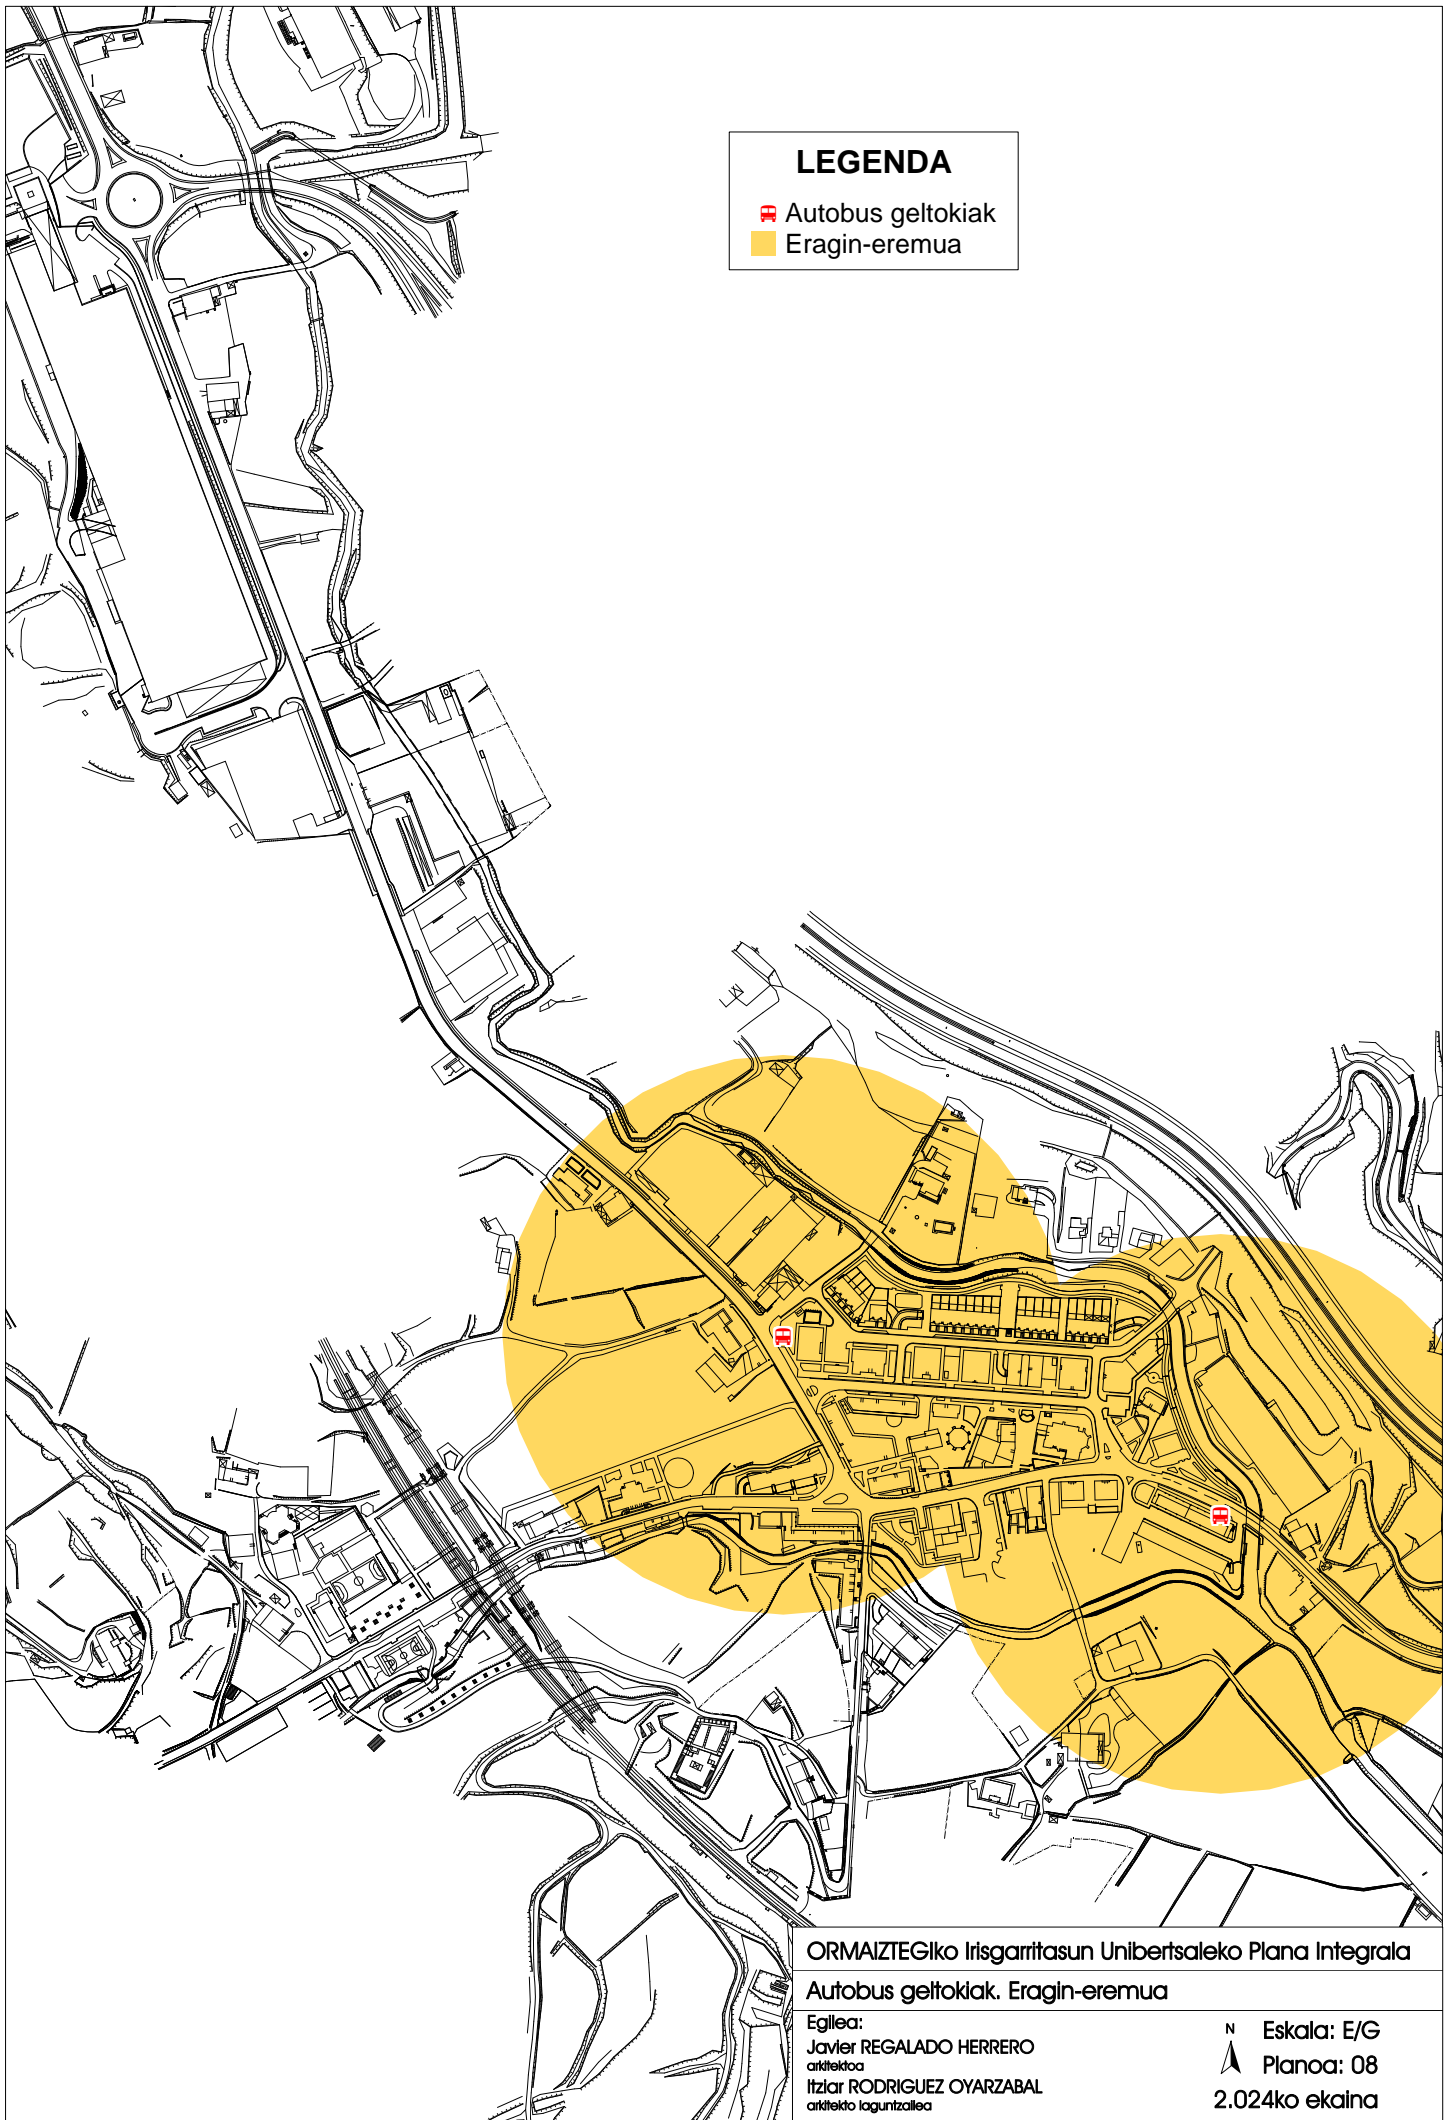 LEGENDA
Autobus geltokiak
Eragin-eremua
ORMAIZTEGIko Irisgarritasun Unibertsaleko Plana Integrala
Autobus geltokiak. Eragin-eremua
Egilea:
Javier REGALADO HERRERO
arkitektoa
Itziar RODRIGUEZ OYARZABAL
arkitekto laguntzailea
N
Eskala: E/G
Planoa: 08
2.024ko ekaina